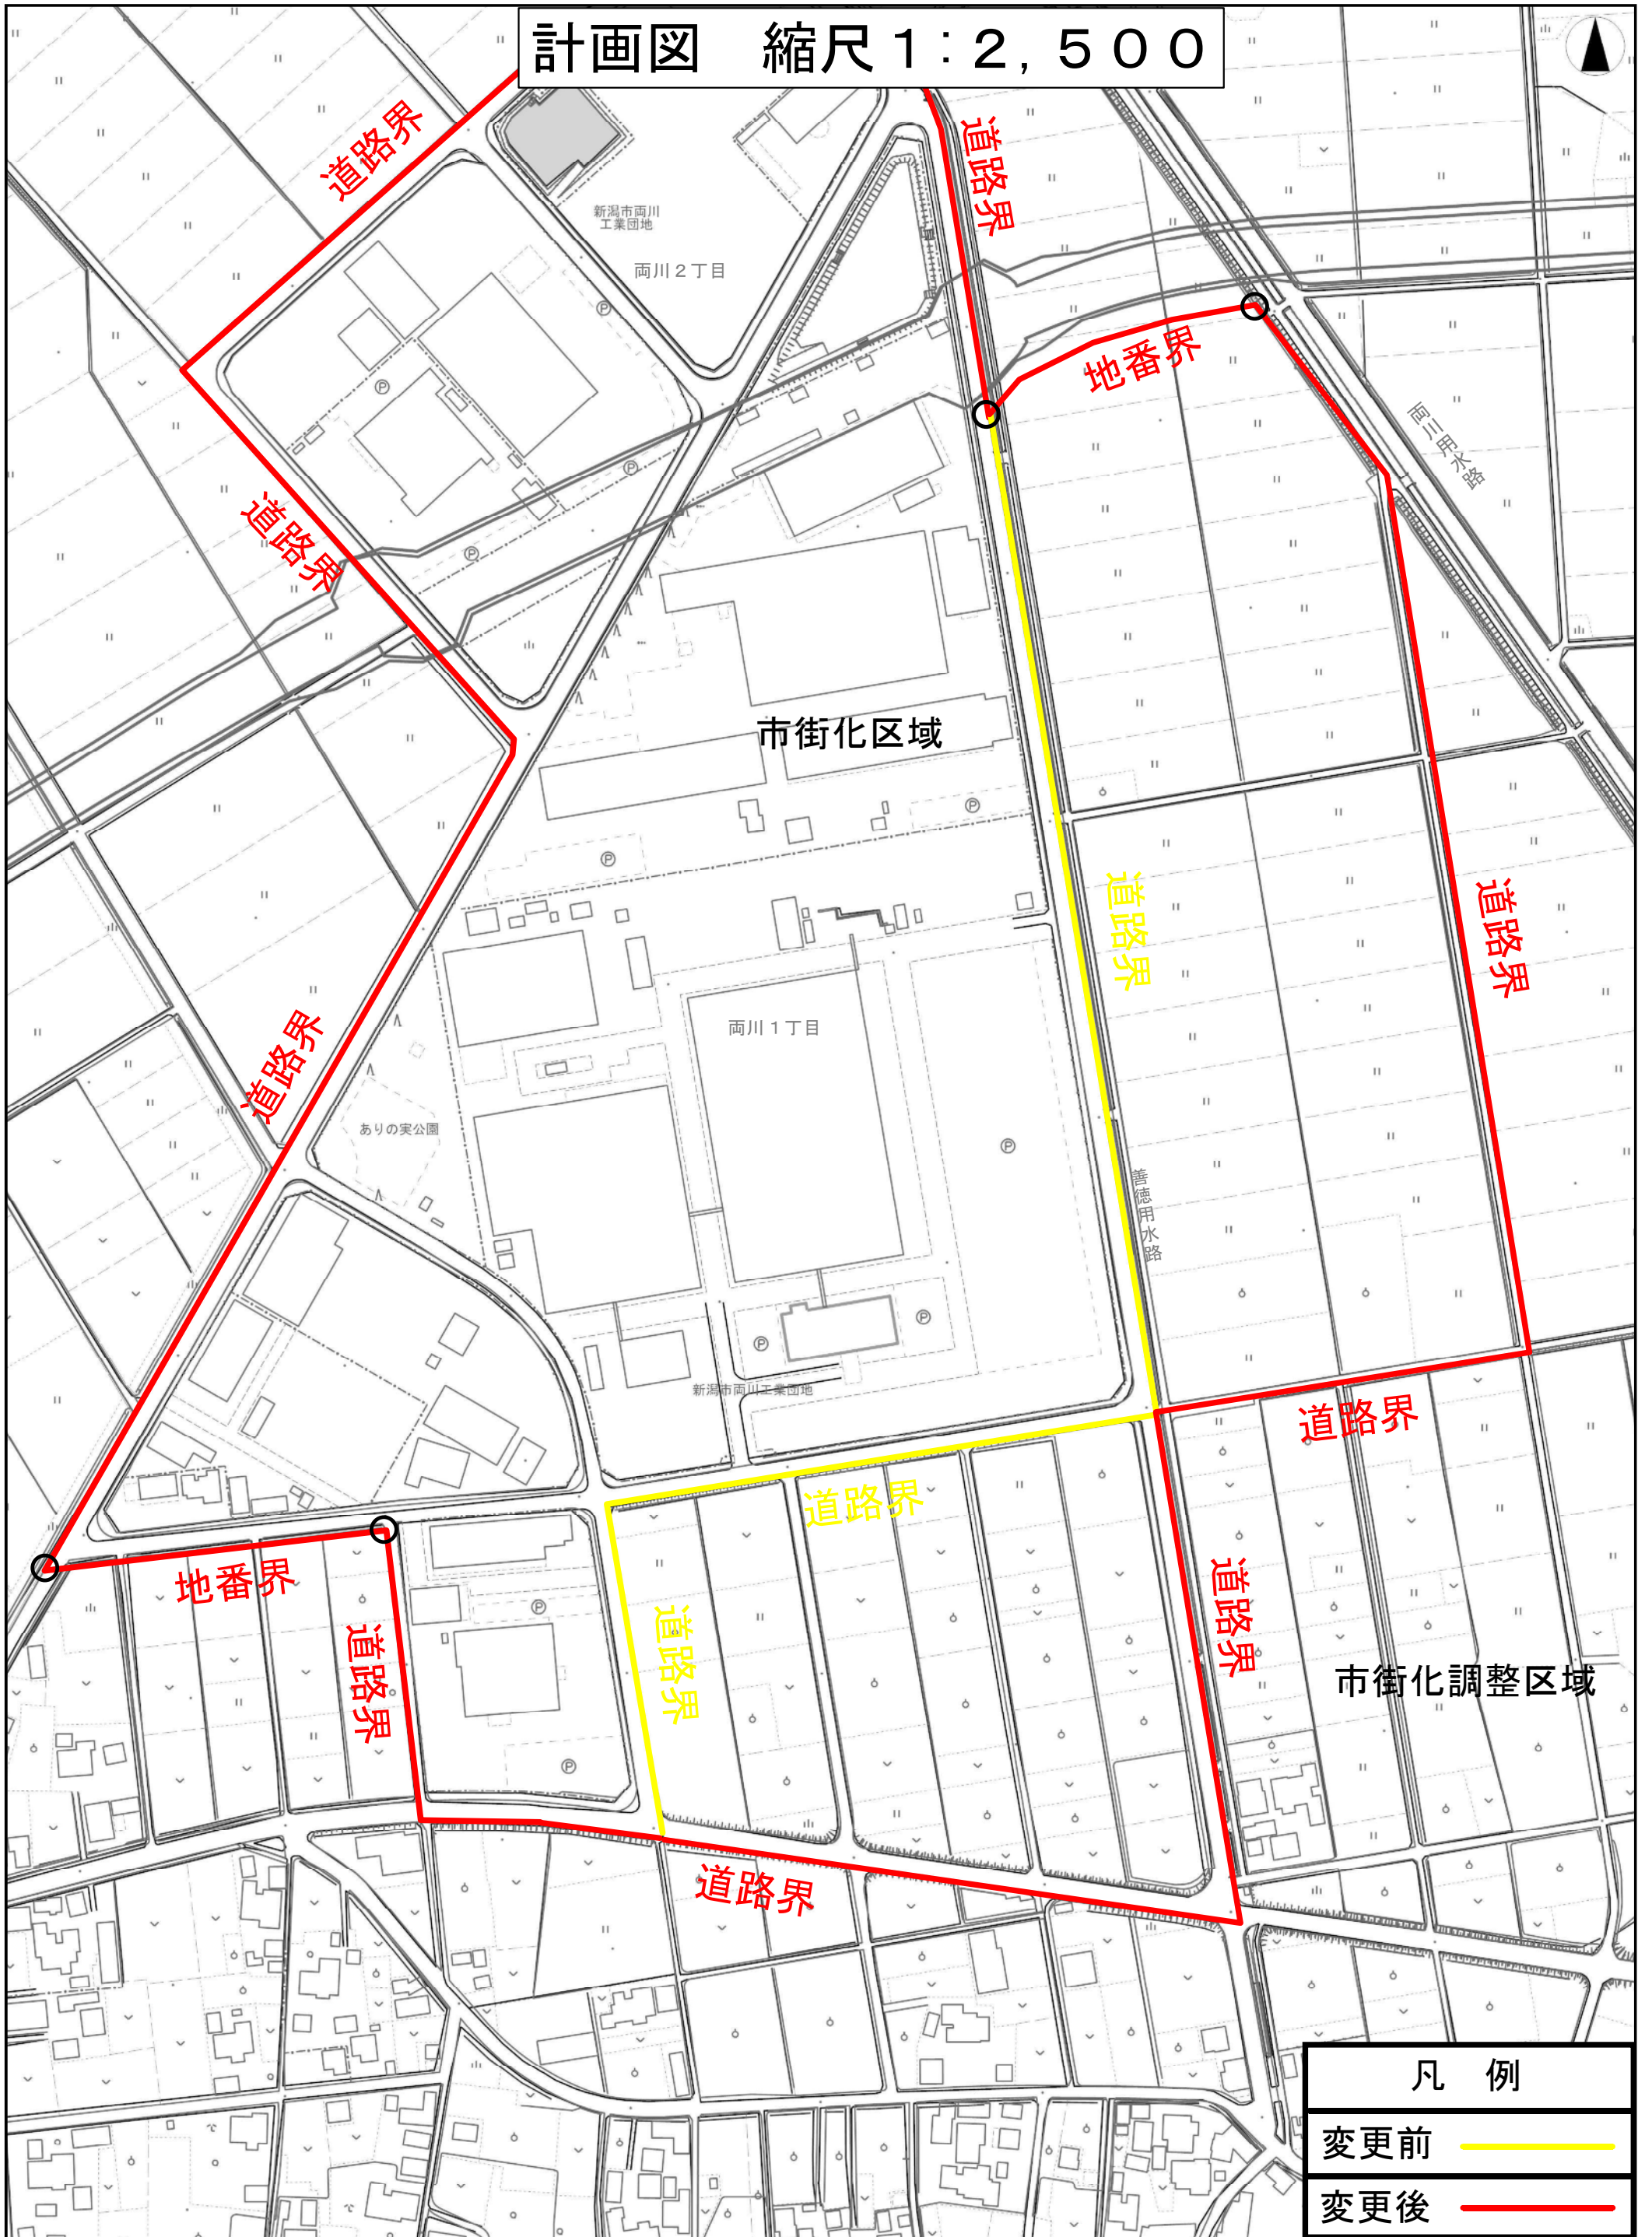 計画図　縮尺１：２，５００
道路界
道路界
新潟市両川
工業団地
両川２丁目
地番界
両川用水路
道路界
市街化区域
道路界
道路界
道路界
両川１丁目
ありの実公園
善徳用水路
新潟市両川工業団地
道路界
道路界
地番界
道路界
道路界
道路界
市街化調整区域
道路界
凡　例
変更前
変更後